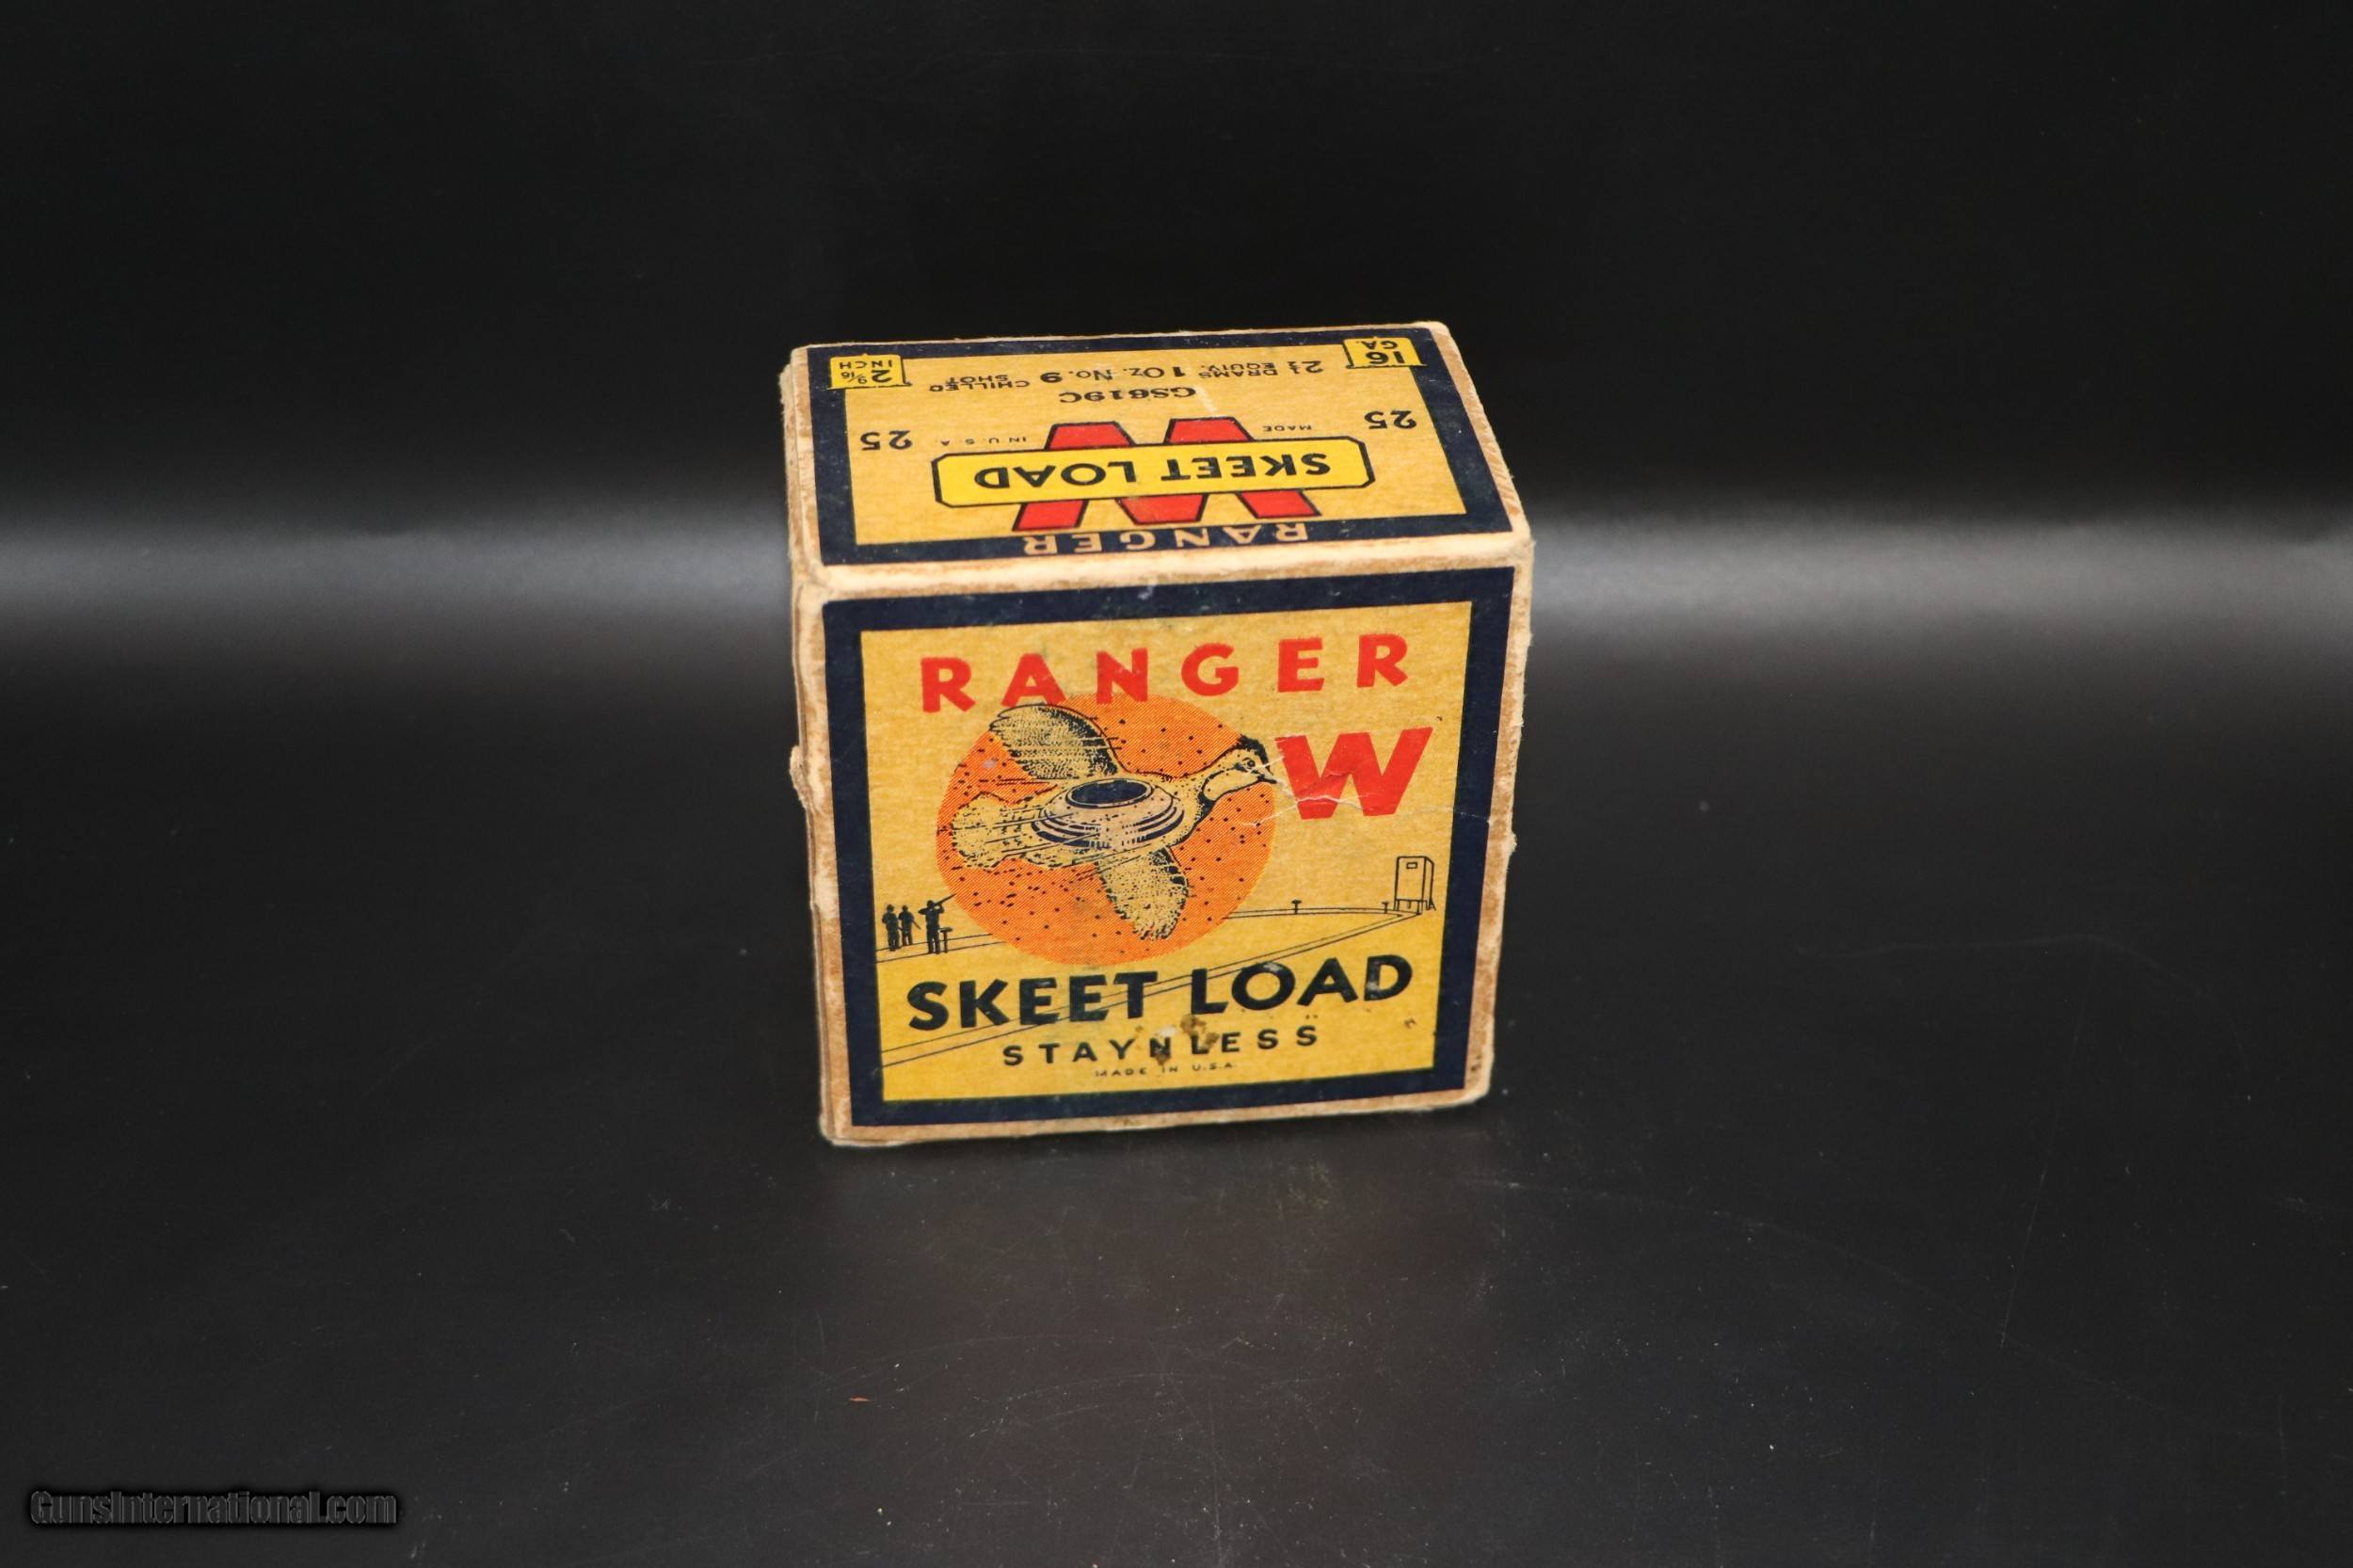 RANGER
W
SKEET LOAD
STAYNLESS
MADE IN U.S.A.
RANGER
W
SKEET LOAD
MADE IN U.S.A.
25 25
GS619C
2¼ DRAMS EQUIV. 1 Oz. No. 9 CHILLED SHOT
16 GA.
2 9/16 INCH
GunsInternational.com